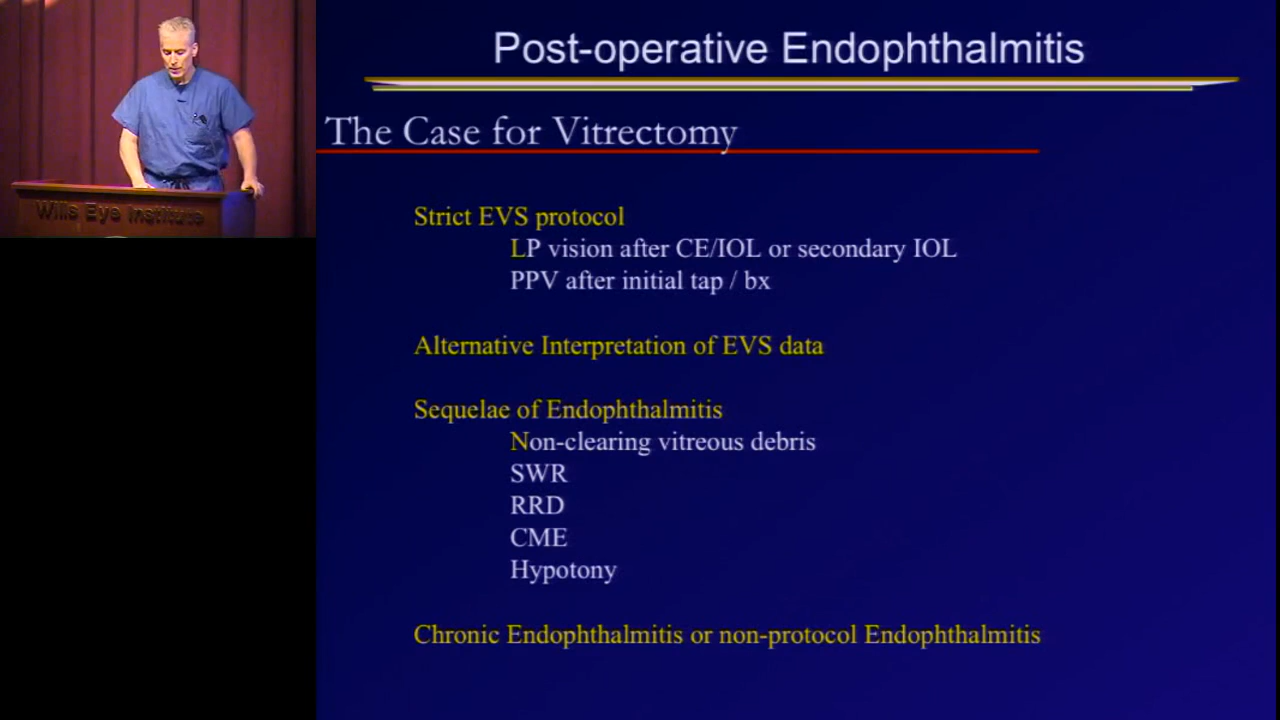 Post-operative Endophthalmitis
The Case for Vitrectomy
Wills Eye Institute
Strict EVS protocol
LP vision after CE/IOL or secondary IOL
PPV after initial tap / bx
Alternative Interpretation of EVS data
Sequelae of Endophthalmitis
Non-clearing vitreous debris
SWR
RRD
CME
Hypotony
Chronic Endophthalmitis or non-protocol Endophthalmitis